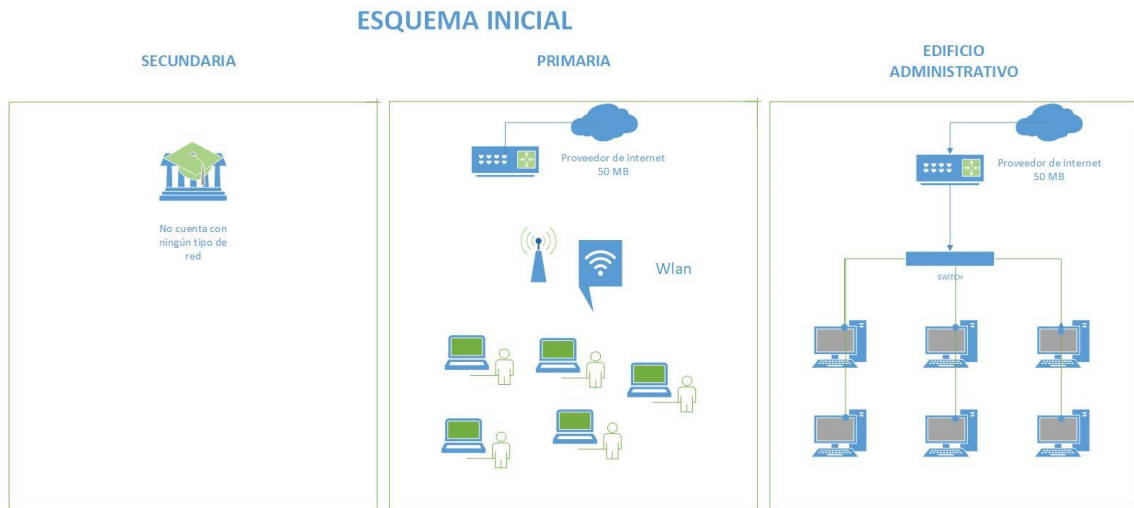 ESQUEMA INICIAL
SECUNDARIA
PRIMARIA
EDIFICIO
ADMINISTRATIVO
No cuenta con
ningún tipo de
red
Proveedor de Internet
50 MB
Wlan
Proveedor de Internet
50 MB
SWITCH